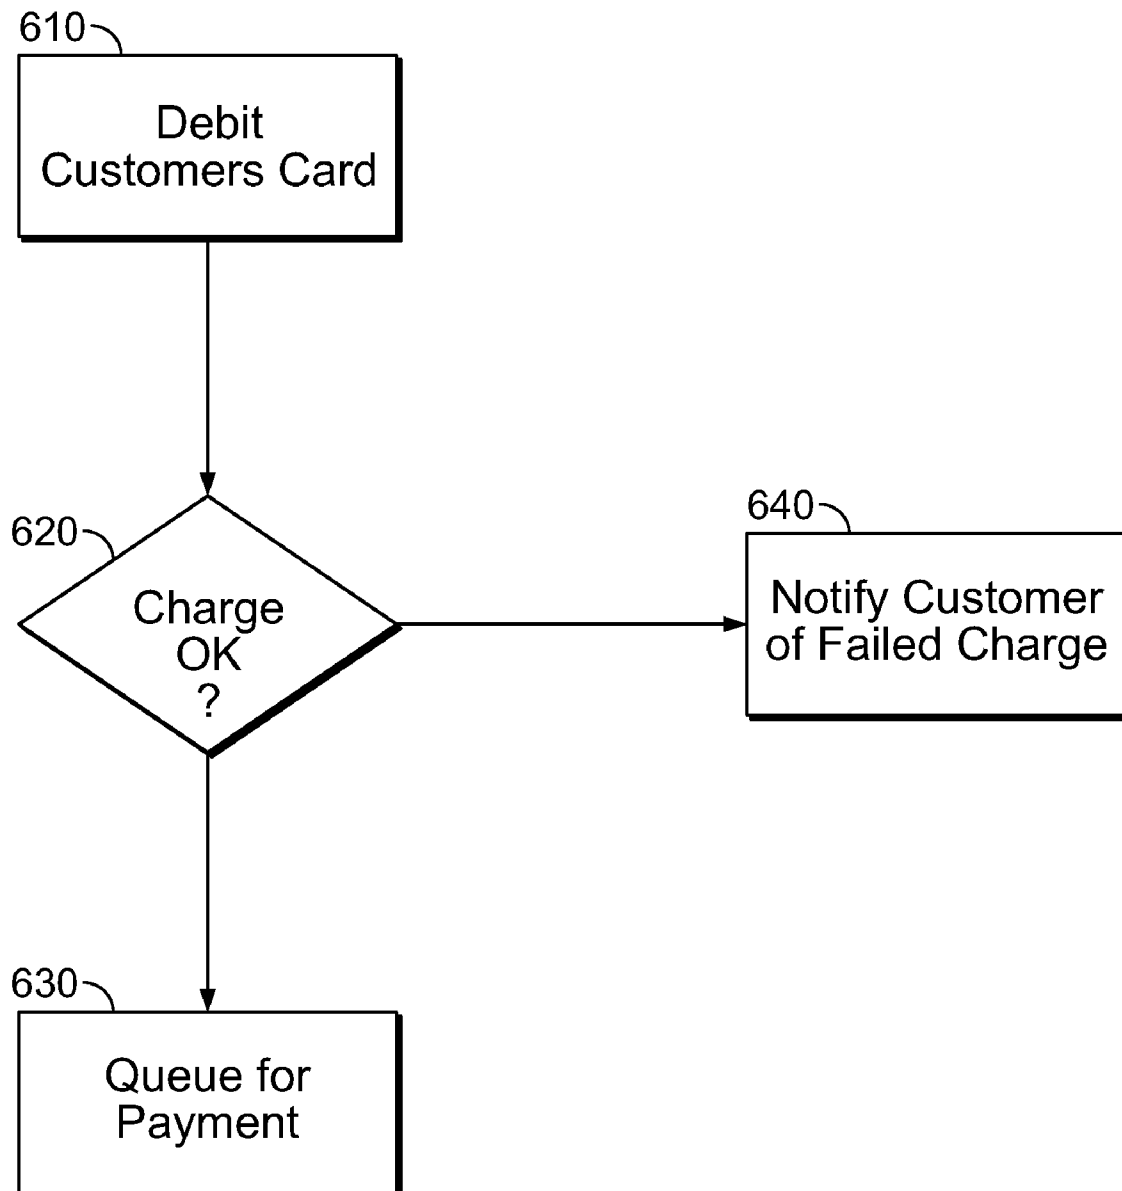 610
Debit
Customers Card
620
Charge
OK
?
640
Notify Customer
of Failed Charge
630
Queue for
Payment